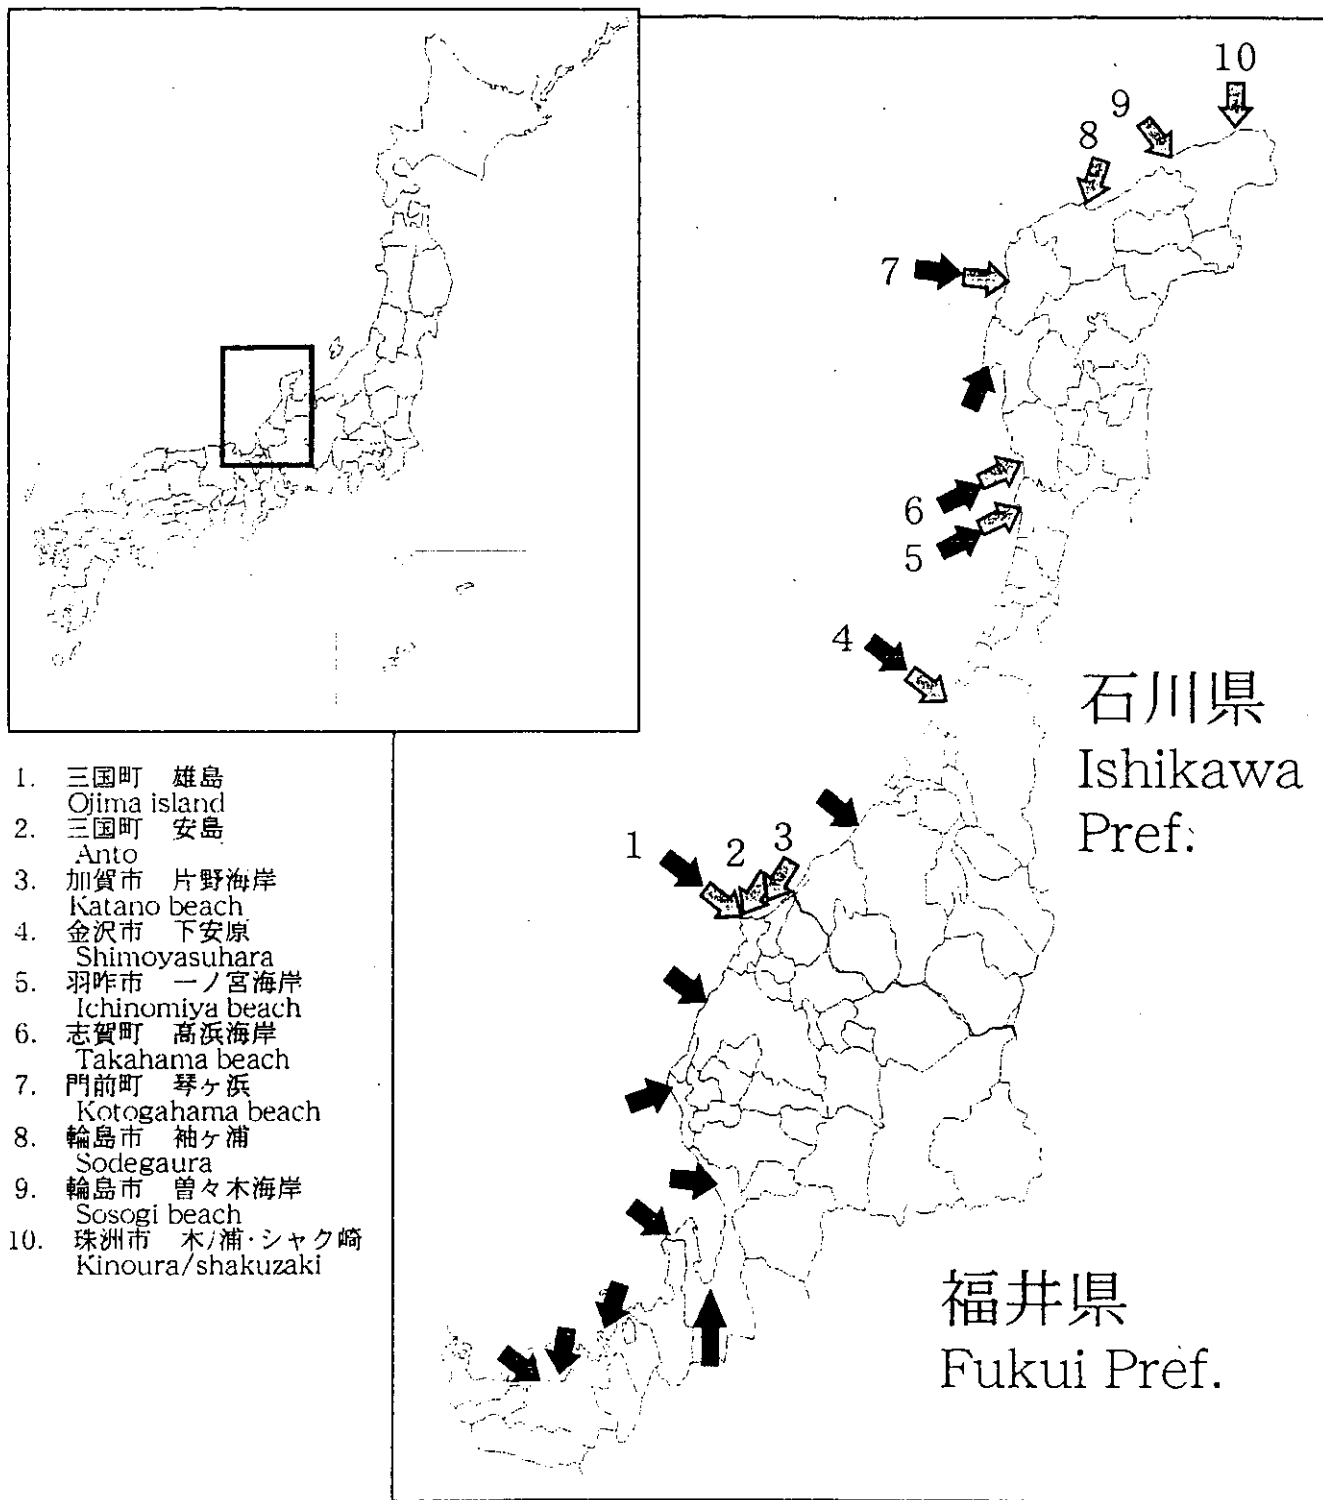 10
9
8
7
6
5
4
石川県
Ishikawa
Pref.
1
2
3
福井県
Fukui Pref.
1. 三国町 雄島
Ojima island
2. 三国町 安島
Anto
3. 加賀市 片野海岸
Katano beach
4. 金沢市 下安原
Shimoyasuhara
5. 羽咋市 一ノ宮海岸
Ichinomiya beach
6. 志賀町 高浜海岸
Takahama beach
7. 門前町 琴ヶ浜
Kotogahama beach
8. 輪島市 袖ヶ浦
Sodegaura
9. 輪島市 曽々木海岸
Sosogi beach
10. 珠洲市 木ノ浦・シャク崎
Kinoura/shakuzaki